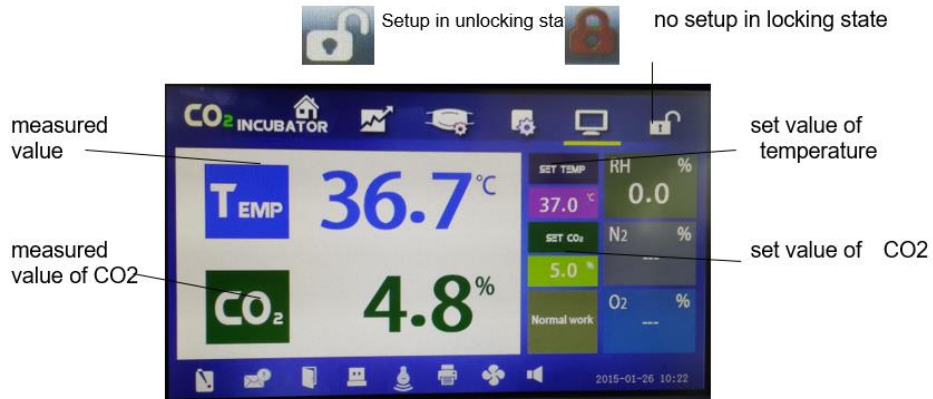 Setup in unlocking sta
no setup in locking state
CO2 INCUBATOR
measured
value
set value of
temperature
TEMP
36.7 °C
SET TEMP
37.0 °C
RH %
0.0
measured
value of CO2
SET CO2
5.0 %
N2 %
---
set value of CO2
CO2
4.8%
Normal work
O2 %
---
2015-01-26 10:22